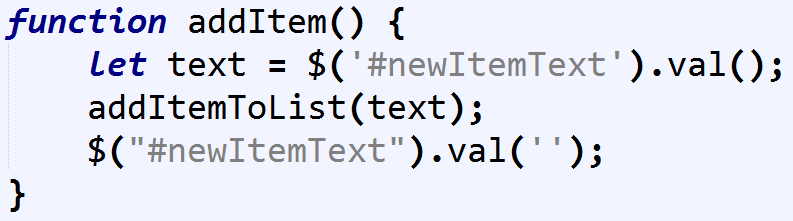 function addItem() {
    let text = $('#newItemText').val();
    addItemToList(text);
    $("#newItemText").val('');
}